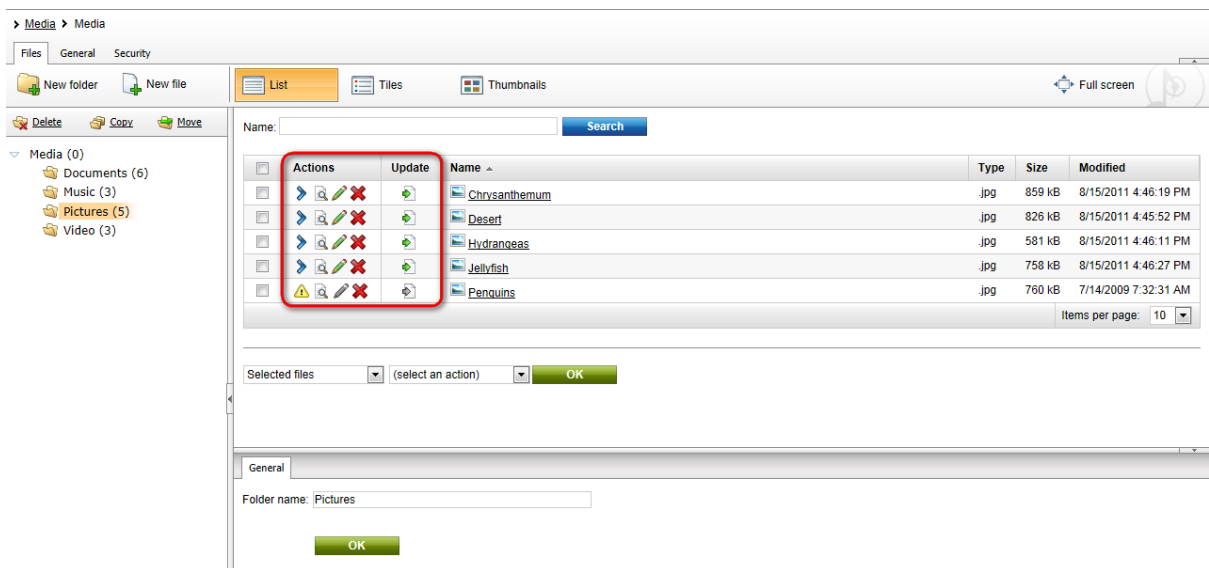 Media Media
Files General Security
New folder New file List Tiles Thumbnails Full screen
Delete Copy Move Name: Search
Media (0)
Documents (6)
Music (3)
Pictures (5)
Video (3)
Actions Update Name Type Size Modified
Chrysanthemum .jpg 859 kB 8/15/2011 4:46:19 PM
Desert .jpg 826 kB 8/15/2011 4:45:52 PM
Hydrangeas .jpg 581 kB 8/15/2011 4:46:11 PM
Jellyfish .jpg 758 kB 8/15/2011 4:46:27 PM
Penguins .jpg 760 kB 7/14/2009 7:32:31 AM
Items per page: 10
Selected files (select an action) OK
General
Folder name: Pictures
OK